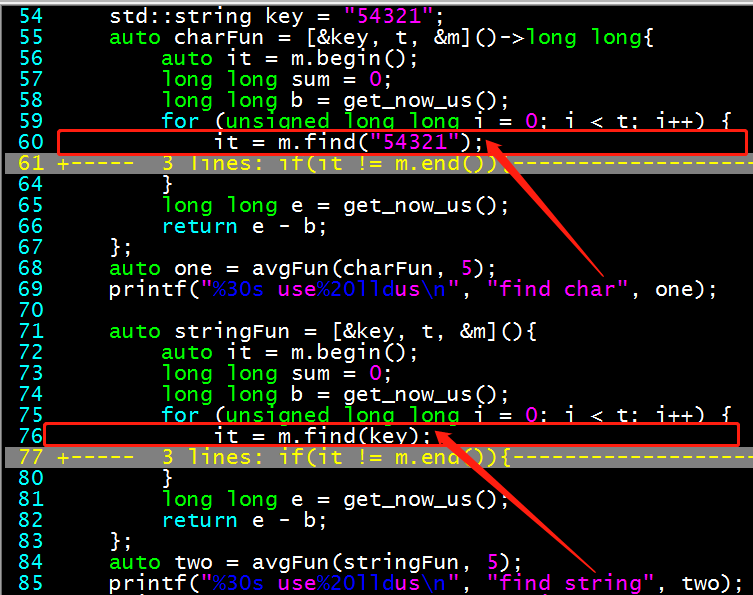 54     std::string key = "54321";
55     auto charFun = [&key, t, &m]()->long long{
56         auto it = m.begin();
57         long long sum = 0;
58         long long b = get_now_us();
59         for (unsigned long long i = 0; i < t; i++) {
60             it = m.find("54321");
61 +-----  3 lines: if(it != m.end()){----------------------
64         }
65         long long e = get_now_us();
66         return e - b;
67     };
68     auto one = avgFun(charFun, 5);
69     printf("%30s use%20lldus\n", "find char", one);
70
71     auto stringFun = [&key, t, &m](){
72         auto it = m.begin();
73         long long sum = 0;
74         long long b = get_now_us();
75         for (unsigned long long i = 0; i < t; i++) {
76             it = m.find(key);
77 +-----  3 lines: if(it != m.end()){----------------------
80         }
81         long long e = get_now_us();
82         return e - b;
83     };
84     auto two = avgFun(stringFun, 5);
85     printf("%30s use%20lldus\n", "find string", two);